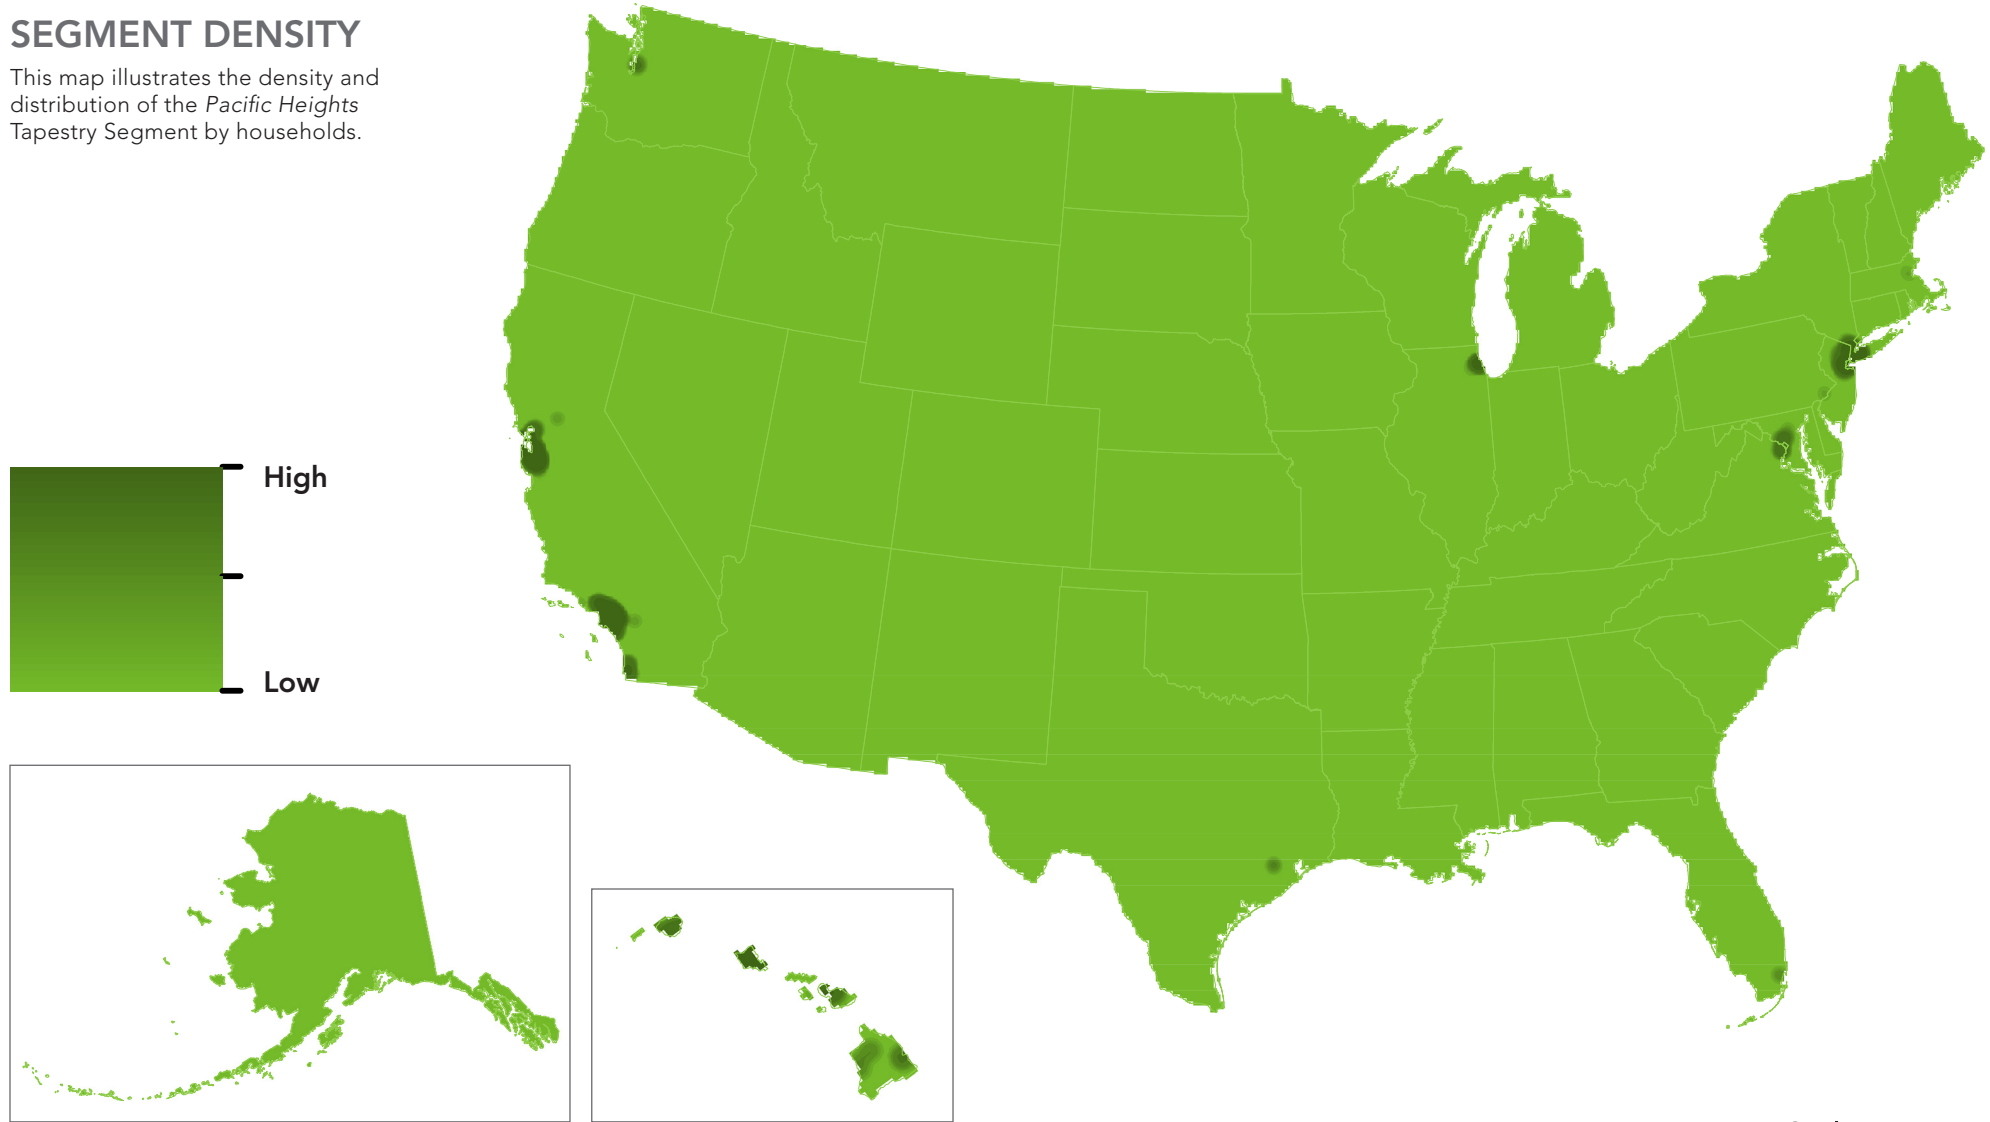 SEGMENT DENSITY
This map illustrates the density and
distribution of the Pacific Heights
Tapestry Segment by households.
High
Low